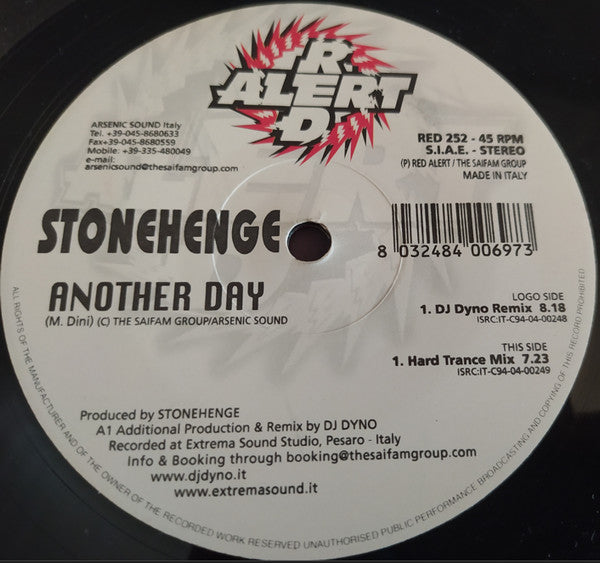 RED
ALERT
ARSENIC SOUND Italy
Tel. +39-045-8680633
Fax+39-045-8680559
Mobile: +39-335-480049
e-mail:
arsenicsound@thesaifamgroup.com
RED 252 - 45 RPM
S.I.A.E. - STEREO
(P) RED ALERT / THE SAIFAM GROUP
MADE IN ITALY
STONEHENGE
8 032484 006973
ANOTHER DAY
(M. Dini) (C) THE SAIFAM GROUP/ARSENIC SOUND
LOGO SIDE
1. DJ Dyno Remix 8.18
ISRC:IT-C94-04-00248
THIS SIDE
1. Hard Trance Mix 7.23
ISRC:IT-C94-04-00249
Produced by STONEHENGE
A1 Additional Production & Remix by DJ DYNO
Recorded at Extrema Sound Studio, Pesaro - Italy
Info & Booking through booking@thesaifamgroup.com
www.djdyno.it
www.extremasound.it
ALL RIGHTS OF THE MANUFACTURER AND OF THE OWNER OF THE RECORDED WORK RESERVED UNAUTHORISED PUBLIC PERFORMANCE BROADCASTING AND COPYING OF THIS RECORD PROHIBITED